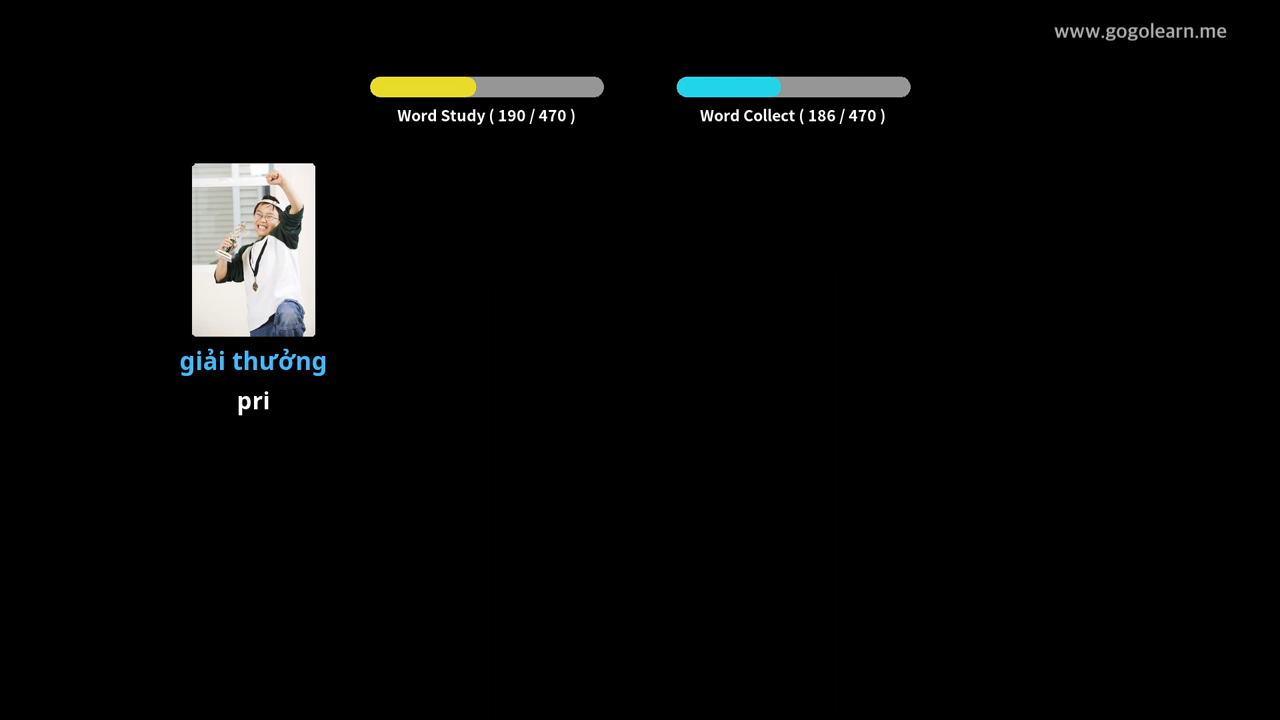 www.gogolearn.me
Word Study ( 190 / 470 )
Word Collect ( 186 / 470 )
giải thưởng
pri